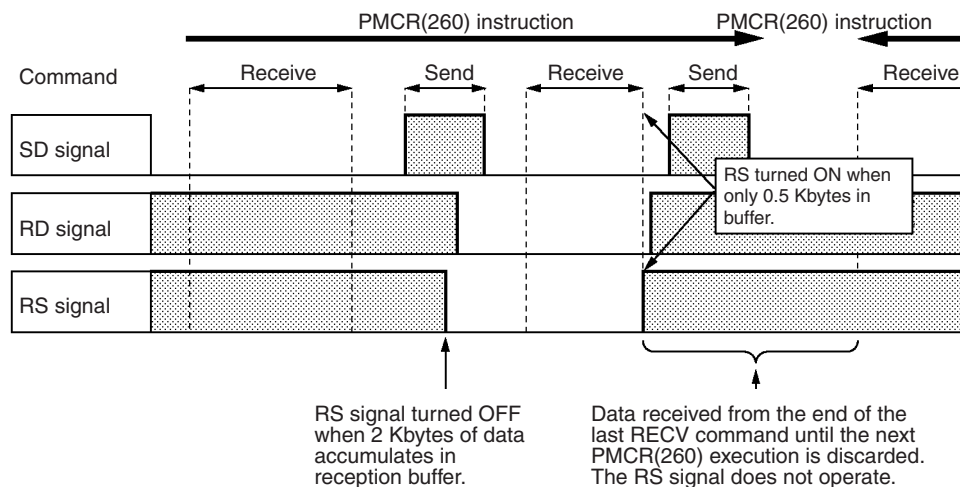 PMCR(260) instruction
PMCR(260) instruction
Command
Receive
Send
Receive
Send
Receive
SD signal
RS turned ON when
only 0.5 Kbytes in
buffer.
RD signal
RS signal
RS signal turned OFF
when 2 Kbytes of data
accumulates in
reception buffer.
Data received from the end of the
last RECV command until the next
PMCR(260) execution is discarded.
The RS signal does not operate.